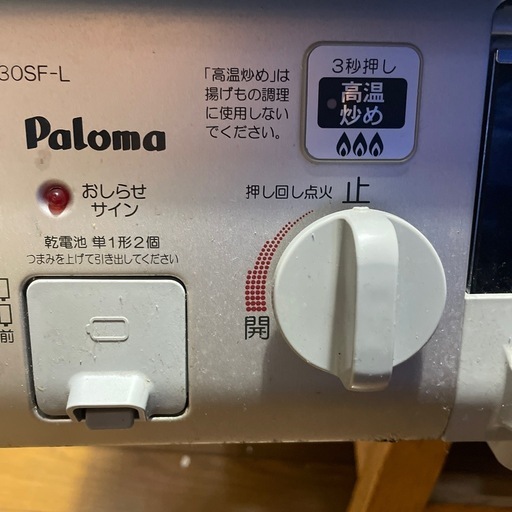 30SF-L
Paloma
「高温炒め」は
揚げもの調理
に使用しない
でください。
3秒押し
高温
炒め
おしらせ
サイン
押し回し点火
止
開
乾電池 単1形2個
つまみを上げて引き出してください
前